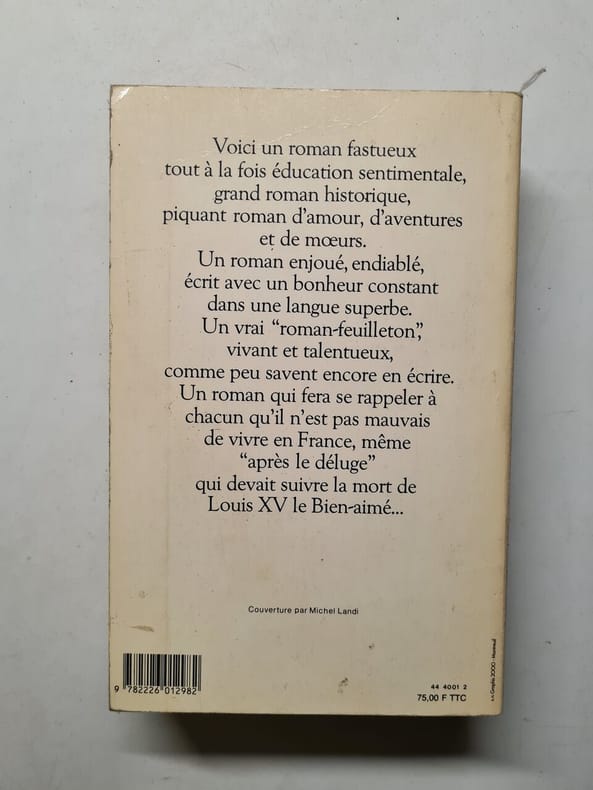 Voici un roman fastueux
tout à la fois éducation sentimentale,
grand roman historique,
piquant roman d'amour, d'aventures
et de mœurs.
Un roman enjoué, endiablé,
écrit avec un bonheur constant
dans une langue superbe.
Un vrai “roman-feuilleton”,
vivant et talentueux,
comme peu savent encore en écrire.
Un roman qui fera se rappeler à
chacun qu'il n'est pas mauvais
de vivre en France, même
“après le déluge”
qui devait suivre la mort de
Louis XV le Bien-aimé...
Couverture par Michel Landi
9 782226 012982
44 4001 2
75,00 F TTC
Graphis 2000 - Montreuil